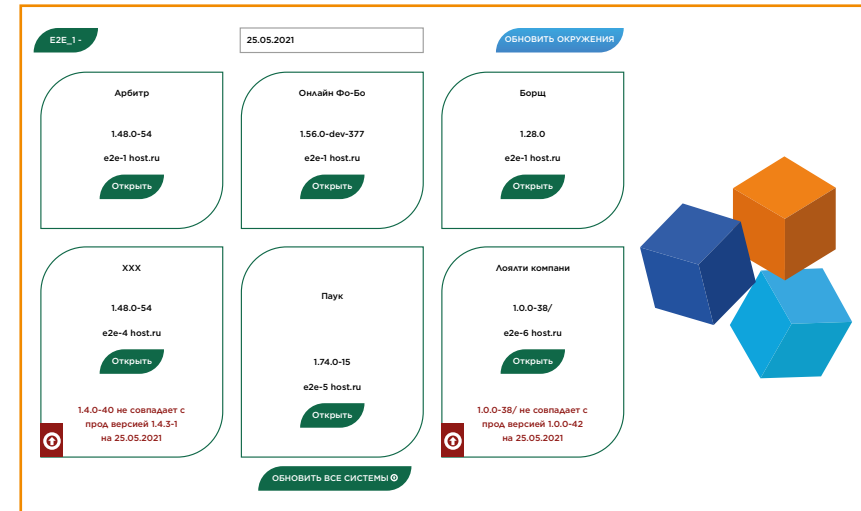 E2E_1 -
25.05.2021
ОБНОВИТЬ ОКРУЖЕНИЯ
Арбитр
1.48.0-54
e2e-1 host.ru
Открыть
Онлайн Фо-Бо
1.56.0-dev-377
e2e-1 host.ru
Открыть
Борщ
1.28.0
e2e-1 host.ru
Открыть
XXX
1.48.0-54
e2e-4 host.ru
Открыть
1.4.0-40 не совпадает с
прод версией 1.4.3-1
на 25.05.2021
Паук
1.74.0-15
e2e-5 host.ru
Открыть
Лоялти компани
1.0.0-38/
e2e-6 host.ru
Открыть
1.0.0-38/ не совпадает с
прод версией 1.0.0-42
на 25.05.2021
ОБНОВИТЬ ВСЕ СИСТЕМЫ